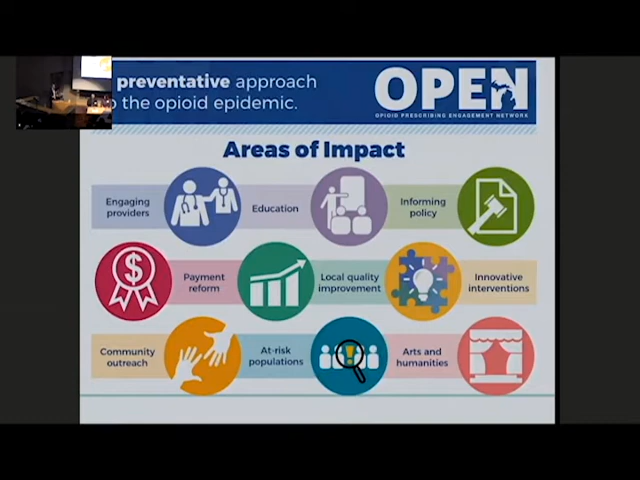 preventative approach
the opioid epidemic.
OPEN
OPIOID PRESCRIBING ENGAGEMENT NETWORK
Areas of Impact
Engaging
providers
Education
Informing
policy
$
Payment
reform
Local quality
improvement
Innovative
interventions
Community
outreach
At-risk
populations
Arts and
humanities